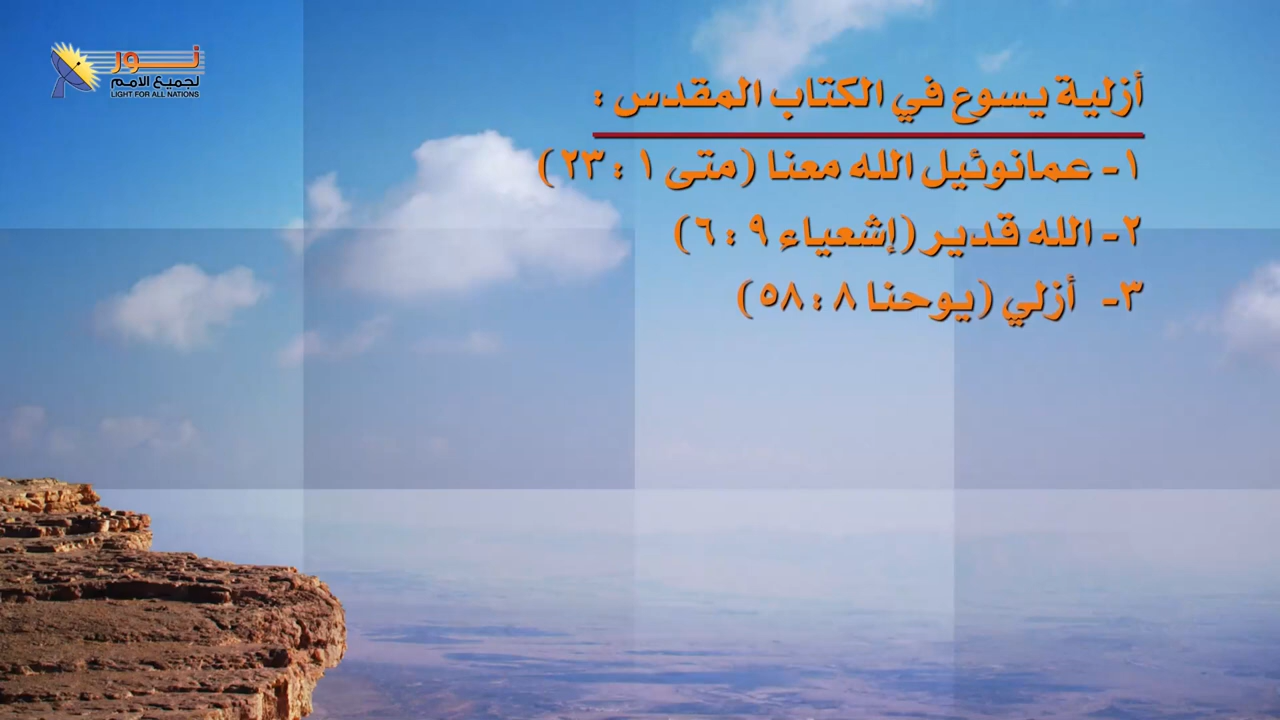 نور
لجميع الامم
LIGHT FOR ALL NATIONS
أزلية يسوع في الكتاب المقدس :
١- عمانوئيل الله معنا (متى ١ : ٢٣)
٢- الله قدير (إشعياء ٩ : ٦)
٣- أزلي (يوحنا ٨ : ٥٨)